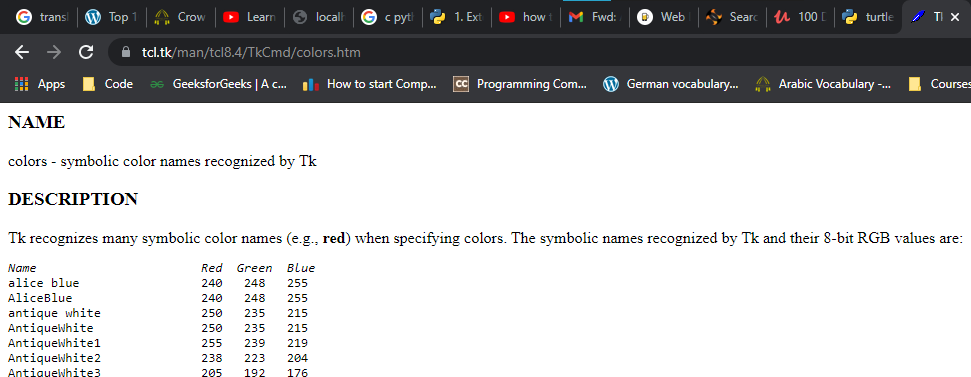 transl
Top 1
Crow
Learn
localh
c pyth
1. Ext
how t
Fwd:
Web
Searc
100 D
turtle
tcl.tk/man/tcl8.4/TkCmd/colors.htm
Apps
Code
GeeksforGeeks | A c...
How to start Comp...
CC Programming Com...
German vocabulary...
Arabic Vocabulary -...
Courses
NAME
colors - symbolic color names recognized by Tk
DESCRIPTION
Tk recognizes many symbolic color names (e.g., red) when specifying colors. The symbolic names recognized by Tk and their 8-bit RGB values are:
Name Red Green Blue
alice blue 240 248 255
AliceBlue 240 248 255
antique white 250 235 215
AntiqueWhite 250 235 215
AntiqueWhite1 255 239 219
AntiqueWhite2 238 223 204
AntiqueWhite3 205 192 176